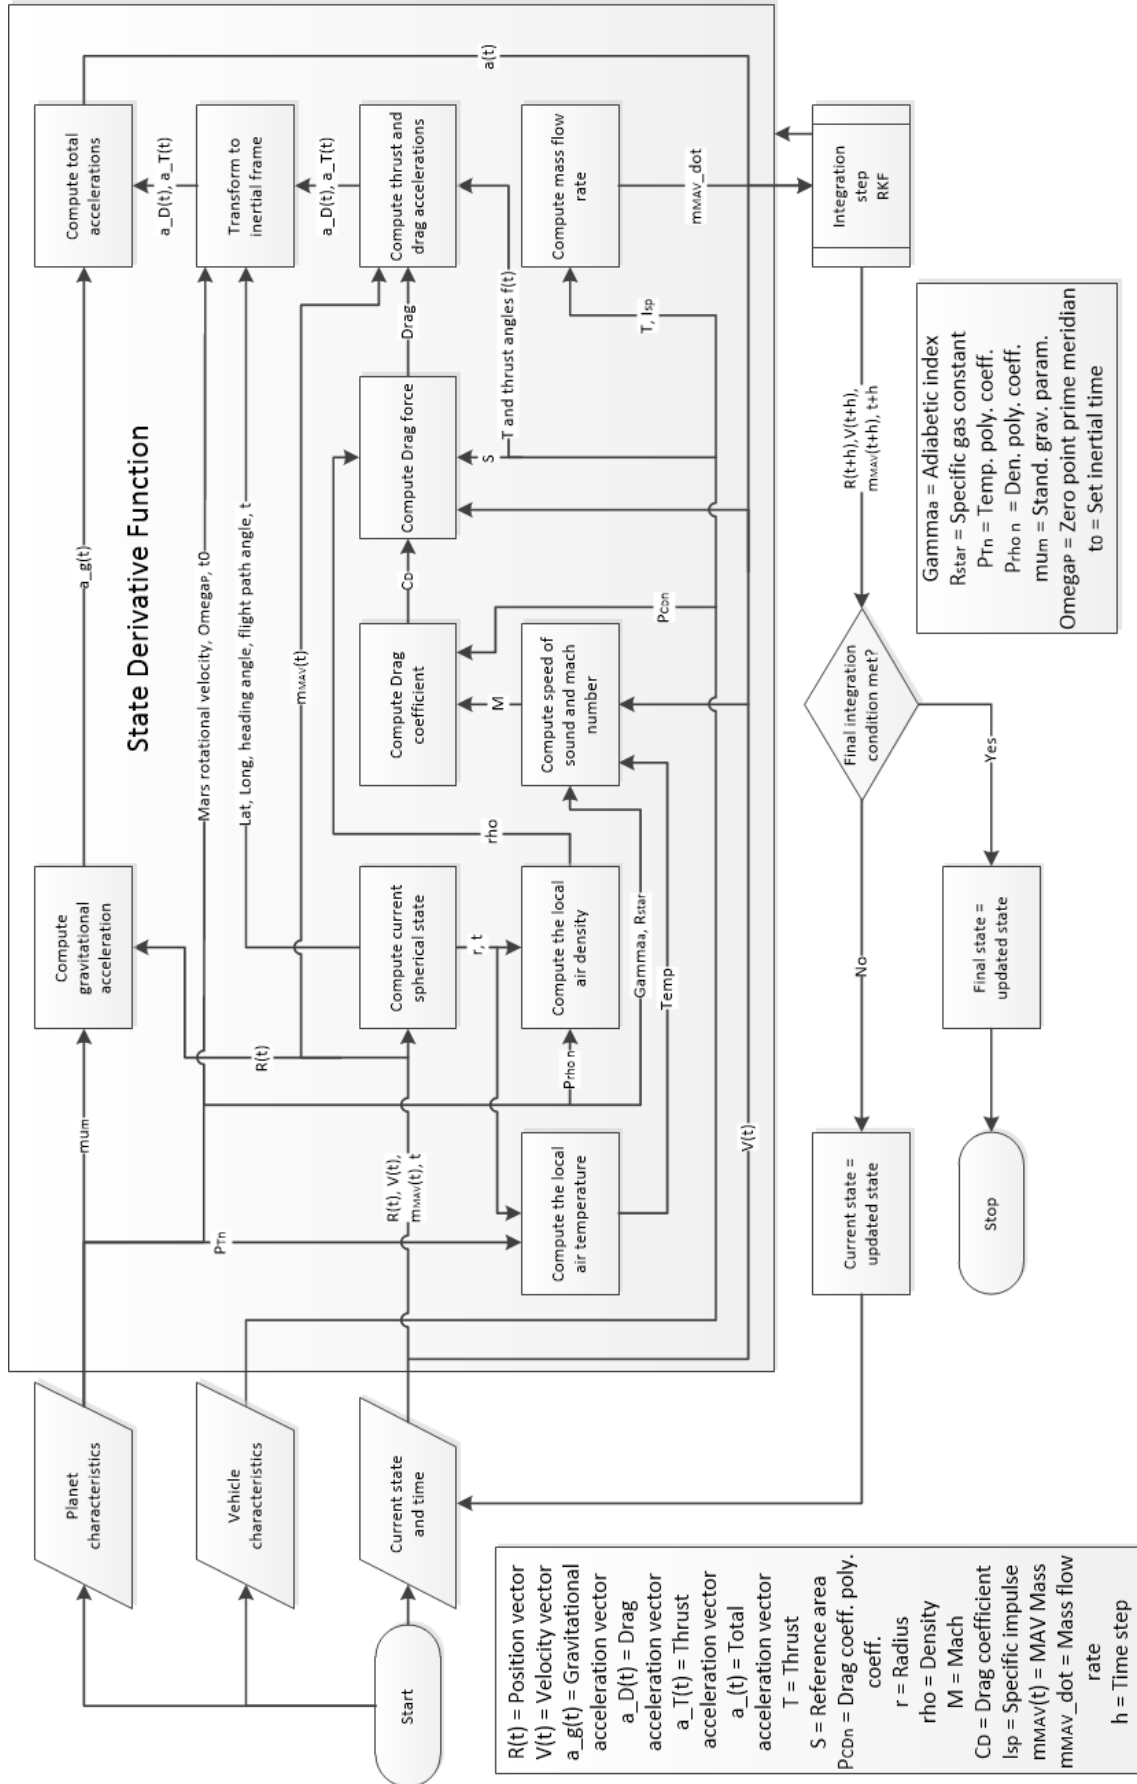 State Derivative Function
Start
Planet
characteristics
Vehicle
characteristics
Current state
and time
mum
PTn
R(t), V(t),
mMAV(t), t
R(t)
Compute
gravitational
acceleration
a_g(t)
Mars rotational velocity, OmegaP, t0
Lat, Long, heading angle, flight path angle, t
mMAV(t)
Compute current
spherical state
r, t
Compute the local
air density
Prho n
rho
Compute the local
air temperature
Gammaa, Rstar
Temp
V(t)
Compute speed of
sound and mach
number
M
PCDn
Compute Drag
coefficient
CD
Compute Drag force
S
Drag
T and thrust angles f(t)
T, Isp
Compute thrust and
drag accelerations
a_D(t), a_T(t)
Transform to
inertial frame
a_D(t), a_T(t)
Compute total
accelerations
a(t)
Compute mass flow
rate
mMAV_dot
Integration
step
RKF
R(t+h),V(t+h),
mMAV(t+h), t+h
Final integration
condition met?
No
Yes
Current state =
updated state
Final state =
updated state
Stop
R(t) = Position vector
V(t) = Velocity vector
a_g(t) = Gravitational
acceleration vector
a_D(t) = Drag
acceleration vector
a_T(t) = Thrust
acceleration vector
a_(t) = Total
acceleration vector
T = Thrust
S = Reference area
PCDn = Drag coeff. poly.
coeff.
r = Radius
rho = Density
M = Mach
CD = Drag coefficient
Isp = Specific impulse
mMAV(t) = MAV Mass
mMAV_dot = Mass flow
rate
h = Time step
Gammaa = Adiabetic index
Rstar = Specific gas constant
PTn = Temp. poly. coeff.
Prho n = Den. poly. coeff.
mum = Stand. grav. param.
OmegaP = Zero point prime meridian
t0 = Set inertial time